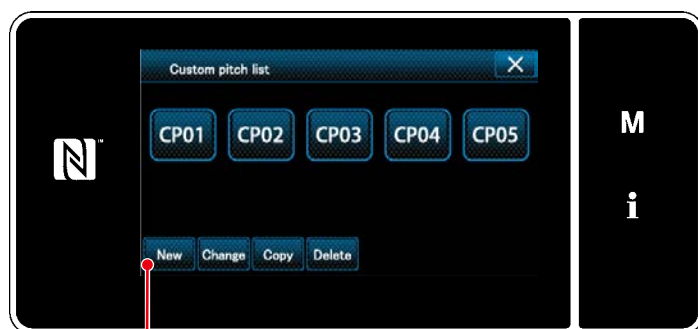 Custom pitch list
CP01 CP02 CP03 CP04 CP05
New Change Copy Delete
M
i